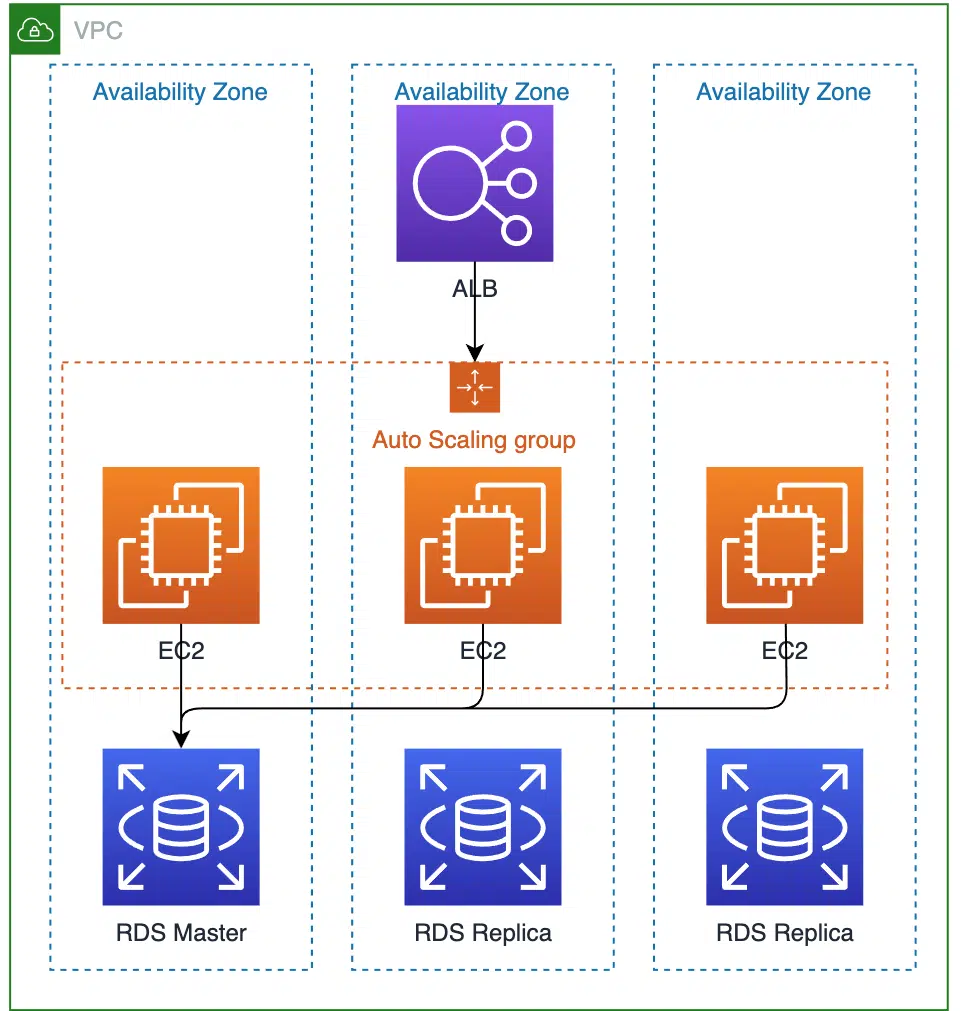 VPC
Availability Zone
Availability Zone
Availability Zone
ALB
Auto Scaling group
EC2
EC2
EC2
RDS Master
RDS Replica
RDS Replica